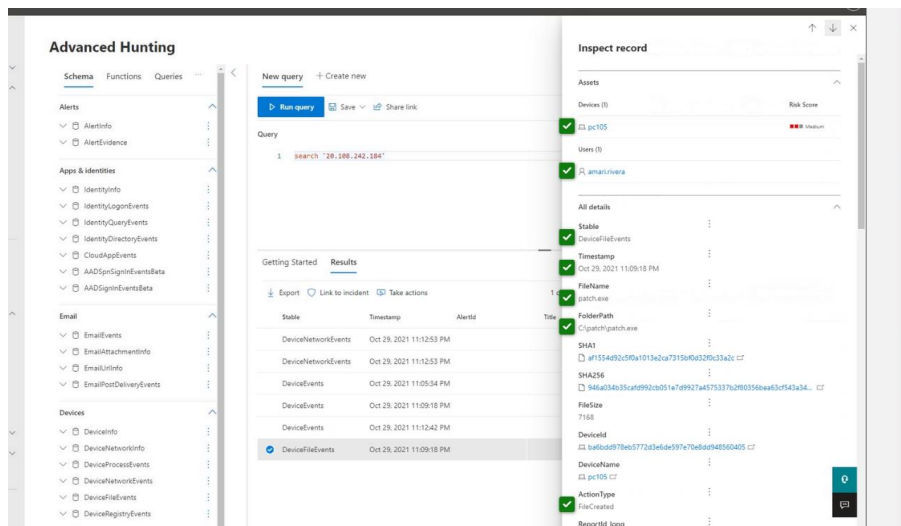 Advanced Hunting
Schema Functions Queries ...
Alerts
AlertInfo
AlertEvidence
Apps & identities
IdentityInfo
IdentityLogonEvents
IdentityQueryEvents
IdentityDirectoryEvents
CloudAppEvents
AADSpnSignInEventsBeta
AADSignInEventsBeta
Email
EmailEvents
EmailAttachmentInfo
EmailUrlInfo
EmailPostDeliveryEvents
Devices
DeviceInfo
DeviceNetworkInfo
DeviceProcessEvents
DeviceNetworkEvents
DeviceFileEvents
DeviceRegistryEvents
New query + Create new
Run query Save Share link
Query
1 search '20.108.242.184'
Getting Started Results
Export Link to incident Take actions
Stable Timestamp AlertId Title
DeviceNetworkEvents Oct 29, 2021 11:12:53 PM
DeviceNetworkEvents Oct 29, 2021 11:12:53 PM
DeviceEvents Oct 29, 2021 11:05:34 PM
DeviceEvents Oct 29, 2021 11:09:18 PM
DeviceEvents Oct 29, 2021 11:12:42 PM
DeviceFileEvents Oct 29, 2021 11:09:18 PM
Inspect record
Assets
Devices (1) Risk Score
pc105 Medium
Users (1)
amari.rivera
All details
Stable
DeviceFileEvents
Timestamp
Oct 29, 2021 11:09:18 PM
FileName
patch.exe
FolderPath
C:\patch\patch.exe
SHA1
af1554d92c5f0a1013e2ca7315bf0d32f0c33a2c
SHA256
946a034b35cafd992cb051e7d9927a4575337b2f80356bea63cf543a34...
FileSize
7168
DeviceId
ba6bdd978eb5772d3e6de597e70e8dd948560405
DeviceName
pc105
ActionType
FileCreated
ReportId_long